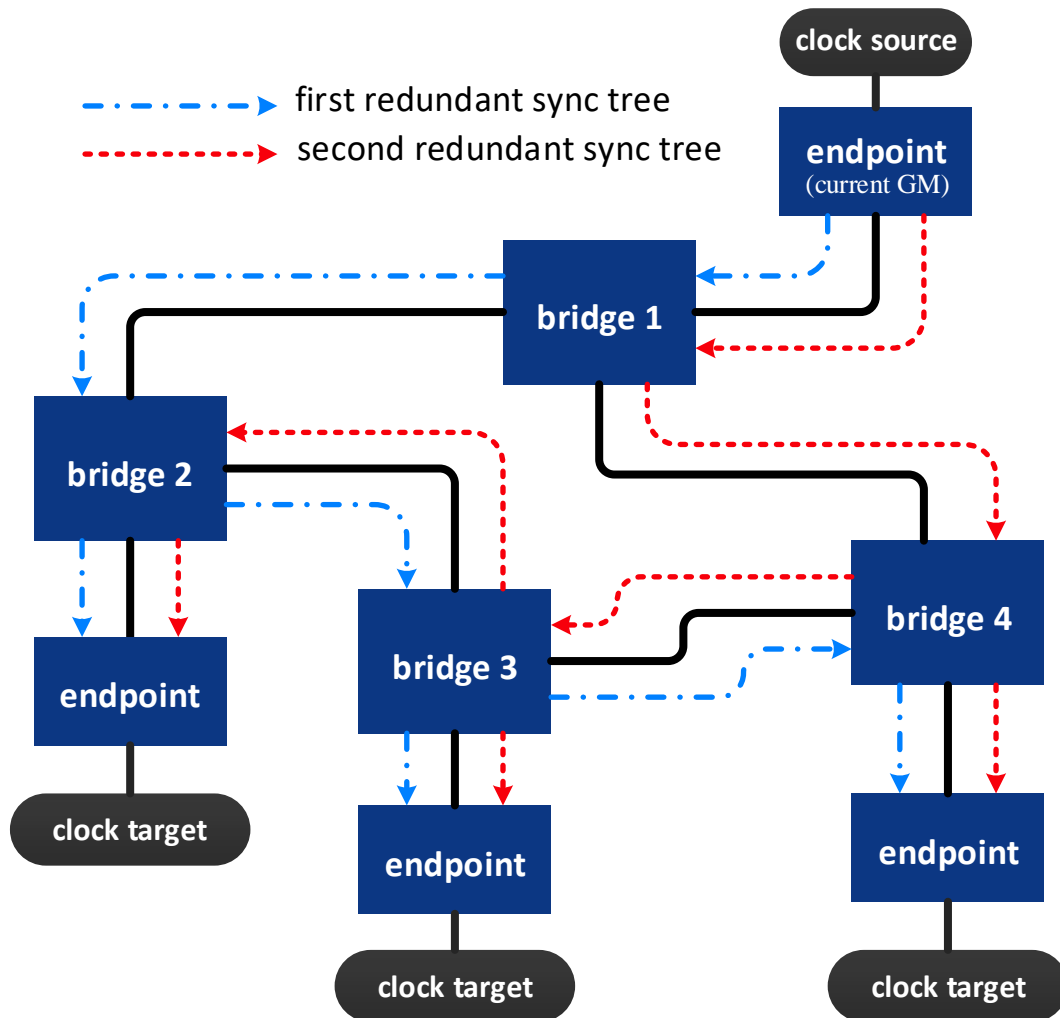 clock source
first redundant sync tree
second redundant sync tree
endpoint
(current GM)
bridge 1
bridge 2
bridge 4
bridge 3
endpoint
clock target
endpoint
endpoint
clock target
clock target